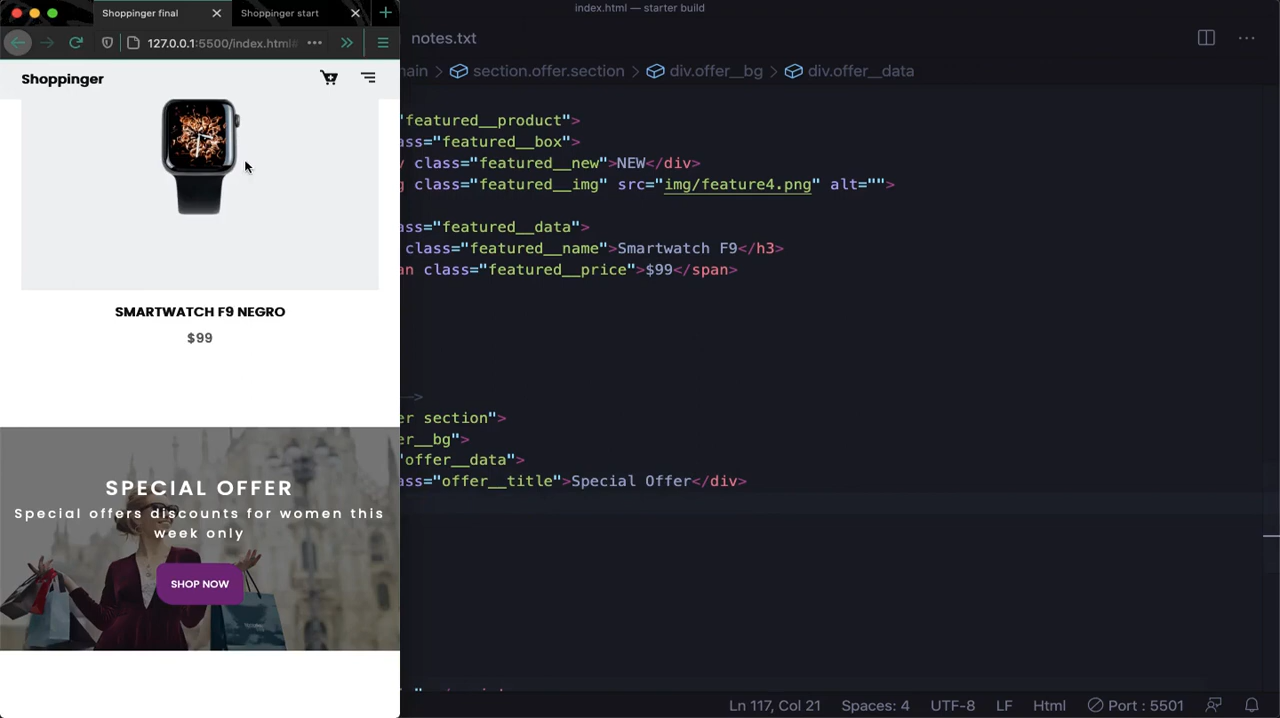 Shoppinger final
Shoppinger start
127.0.0.1:5500/index.html
Shoppinger
SMARTWATCH F9 NEGRO
$99
SPECIAL OFFER
Special offers discounts for women this
week only
SHOP NOW
index.html — starter build
notes.txt
ain > section.offer.section > div.offer__bg > div.offer__data
"featured__product">
ass="featured__box">
v class="featured__new">NEW</div>
g class="featured__img" src="img/feature4.png" alt="">
ass="featured__data">
class="featured__name">Smartwatch F9</h3>
an class="featured__price">$99</span>
-->
er section">
er__bg">
"offer__data">
ass="offer__title">Special Offer</div>
Ln 117, Col 21
Spaces: 4
UTF-8
LF
Html
Port : 5501